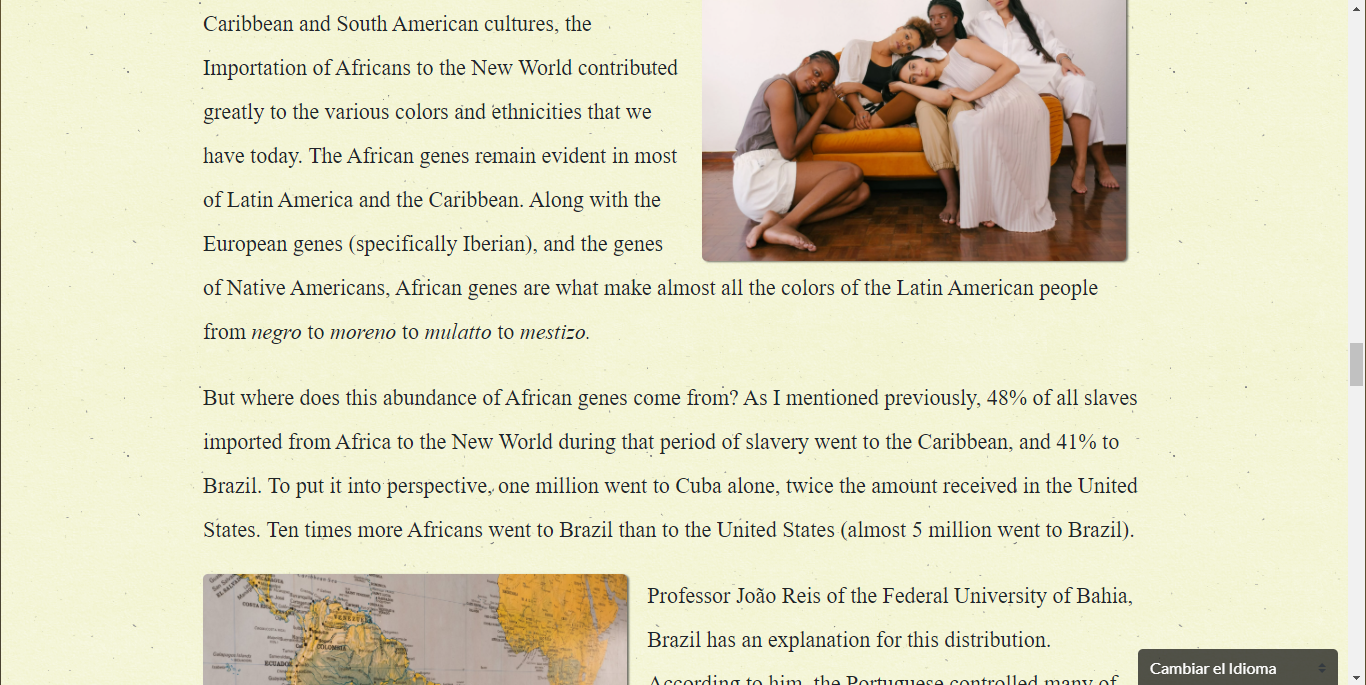 Caribbean and South American cultures, the
Importation of Africans to the New World contributed
greatly to the various colors and ethnicities that we
have today. The African genes remain evident in most
of Latin America and the Caribbean. Along with the
European genes (specifically Iberian), and the genes
of Native Americans, African genes are what make almost all the colors of the Latin American people
from negro to moreno to mulatto to mestizo.
But where does this abundance of African genes come from? As I mentioned previously, 48% of all slaves
imported from Africa to the New World during that period of slavery went to the Caribbean, and 41% to
Brazil. To put it into perspective, one million went to Cuba alone, twice the amount received in the United
States. Ten times more Africans went to Brazil than to the United States (almost 5 million went to Brazil).
VENEZUELA
COLOMBIA
ECUADOR
Professor João Reis of the Federal University of Bahia,
Brazil has an explanation for this distribution.
According to him, the Portuguese controlled many of
Cambiar el Idioma